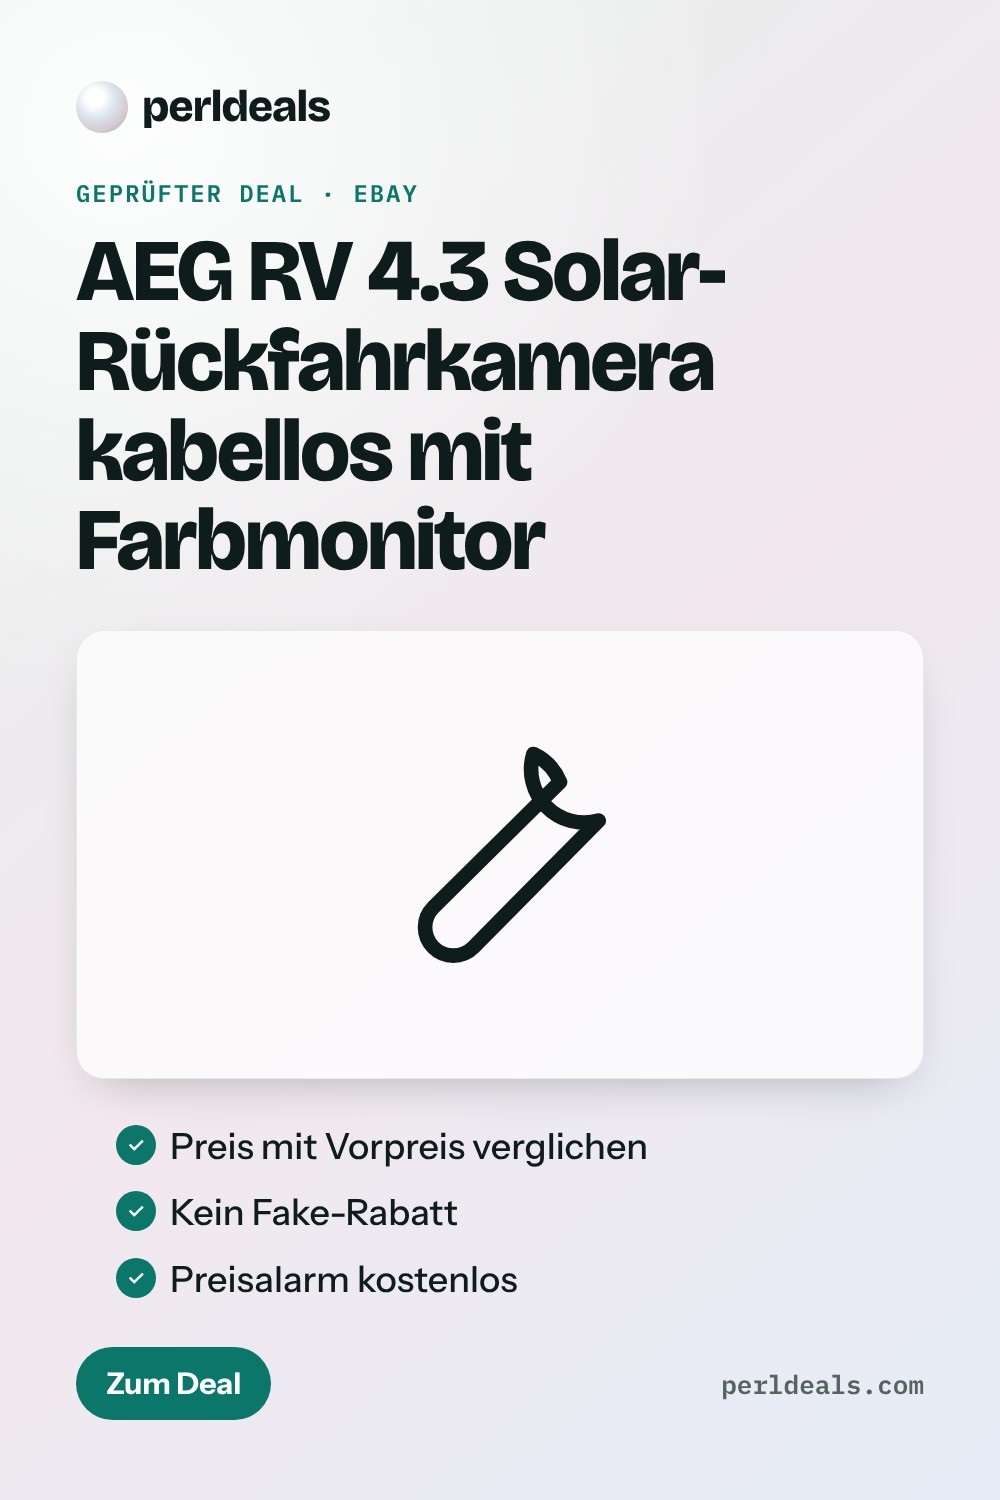 perldeals
GEPRÜFTER DEAL · EBAY
AEG RV 4.3 Solar-
Rückfahrkamera
kabellos mit
Farbmonitor
Preis mit Vorpreis verglichen
Kein Fake-Rabatt
Preisalarm kostenlos
Zum Deal
perldeals.com